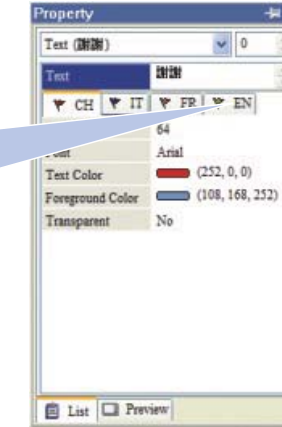 Property
Text (謝謝) 0
Text 謝謝
CH IT FR EN
64
Arial
Text Color (252, 0, 0)
Foreground Color (108, 168, 252)
Transparent No
List Preview